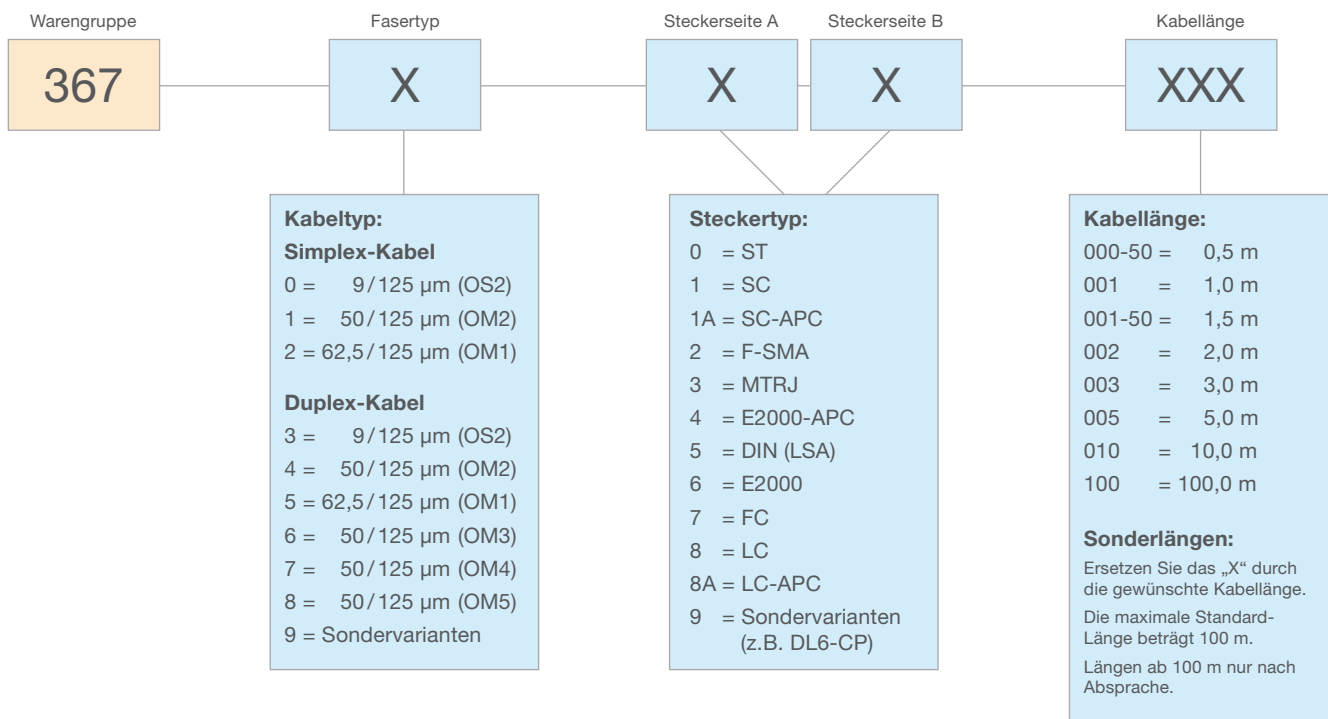 Warengruppe
Fasertyp
Steckerseite A
Steckerseite B
Kabellänge
367
X
X
X
XXX
Kabeltyp:
Simplex-Kabel
0 = 9/125 µm (OS2)
1 = 50/125 µm (OM2)
2 = 62,5/125 µm (OM1)
Duplex-Kabel
3 = 9/125 µm (OS2)
4 = 50/125 µm (OM2)
5 = 62,5/125 µm (OM1)
6 = 50/125 µm (OM3)
7 = 50/125 µm (OM4)
8 = 50/125 µm (OM5)
9 = Sondervarianten
Steckertyp:
0 = ST
1 = SC
1A = SC-APC
2 = F-SMA
3 = MTRJ
4 = E2000-APC
5 = DIN (LSA)
6 = E2000
7 = FC
8 = LC
8A = LC-APC
9 = Sondervarianten
(z.B. DL6-CP)
Kabellänge:
000-50 = 0,5 m
001 = 1,0 m
001-50 = 1,5 m
002 = 2,0 m
003 = 3,0 m
005 = 5,0 m
010 = 10,0 m
100 = 100,0 m
Sonderlängen:
Ersetzen Sie das „X“ durch
die gewünschte Kabellänge.
Die maximale Standard-
Länge beträgt 100 m.
Längen ab 100 m nur nach
Absprache.